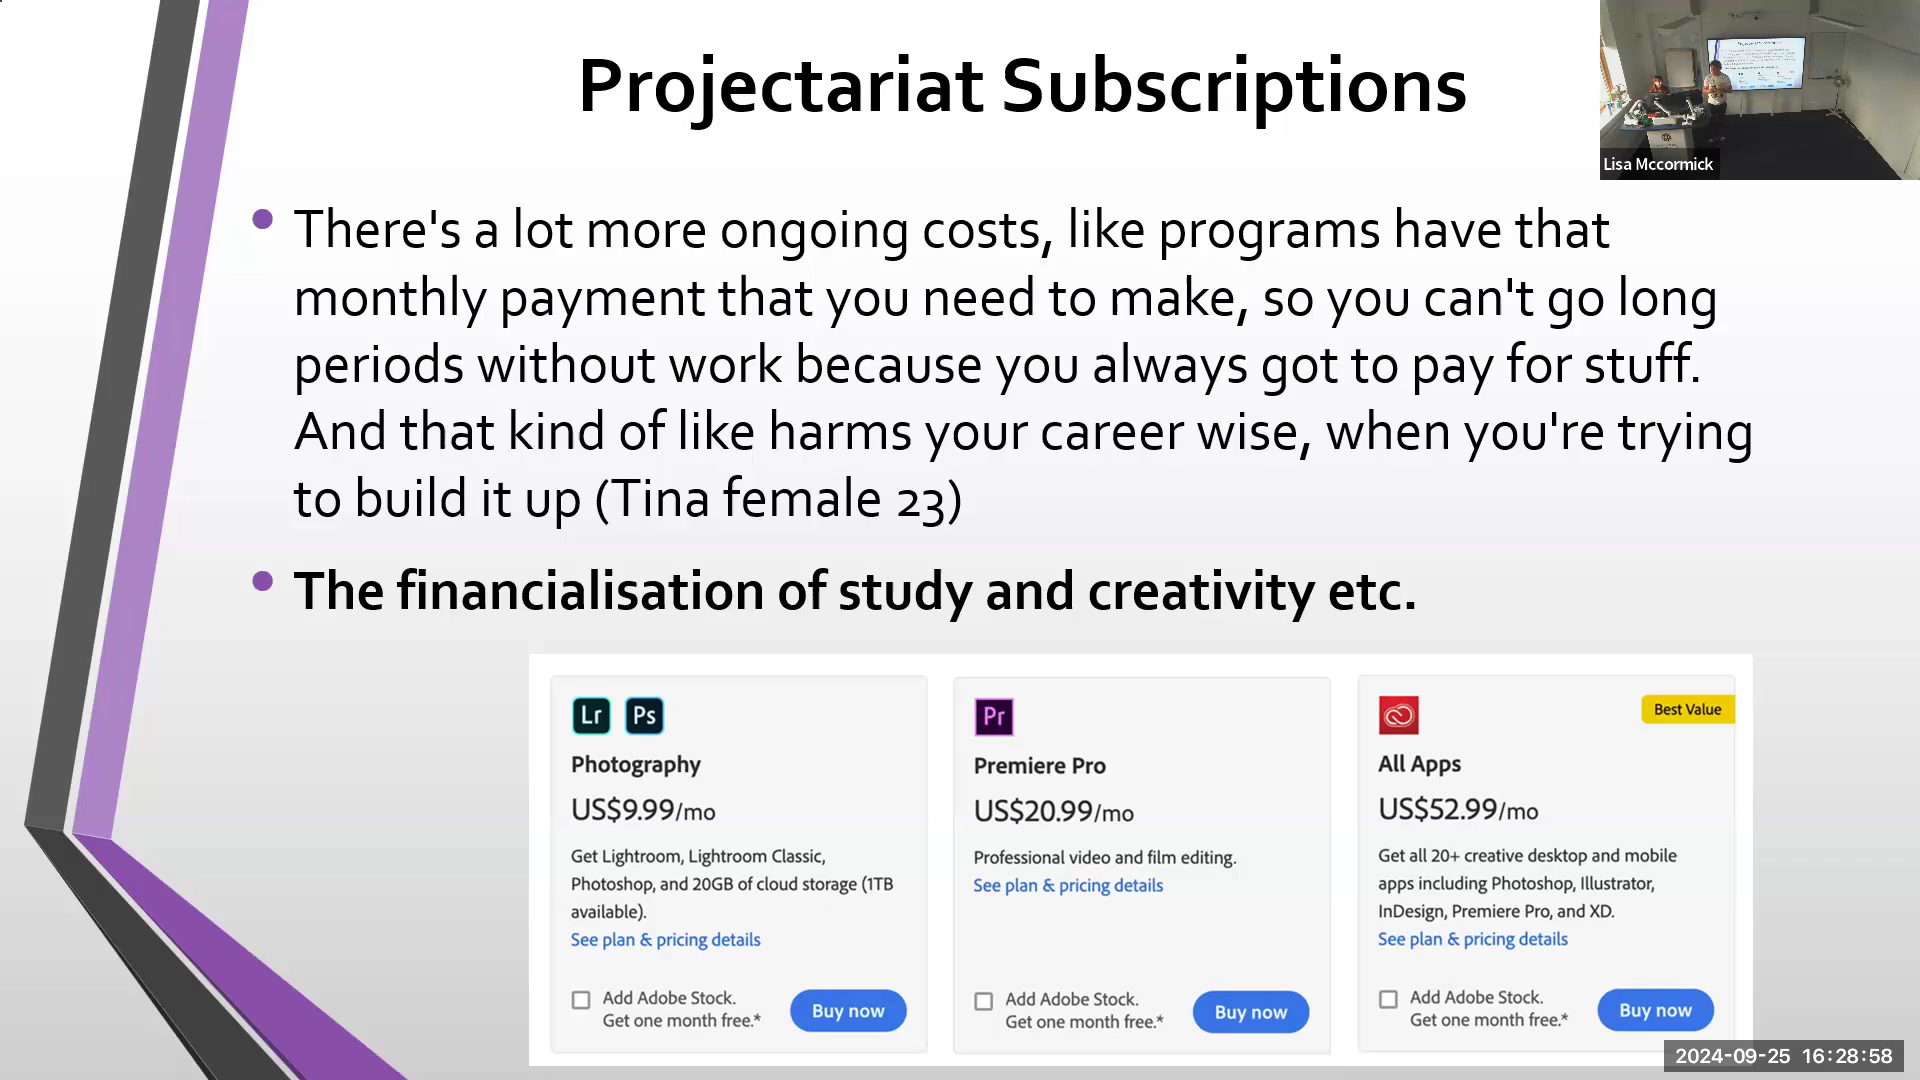 Projectariat Subscriptions
Lisa Mccormick
There's a lot more ongoing costs, like programs have that
monthly payment that you need to make, so you can't go long
periods without work because you always got to pay for stuff.
And that kind of like harms your career wise, when you're trying
to build it up (Tina female 23)
The financialisation of study and creativity etc.
Lr Ps
Photography
US$9.99/mo
Get Lightroom, Lightroom Classic,
Photoshop, and 20GB of cloud storage (1TB
available).
See plan & pricing details
Add Adobe Stock.
Get one month free.*
Buy now
Pr
Premiere Pro
US$20.99/mo
Professional video and film editing.
See plan & pricing details
Add Adobe Stock.
Get one month free.*
Buy now
Best Value
All Apps
US$52.99/mo
Get all 20+ creative desktop and mobile
apps including Photoshop, Illustrator,
InDesign, Premiere Pro, and XD.
See plan & pricing details
Add Adobe Stock.
Get one month free.*
Buy now
2024-09-25 16:28:58